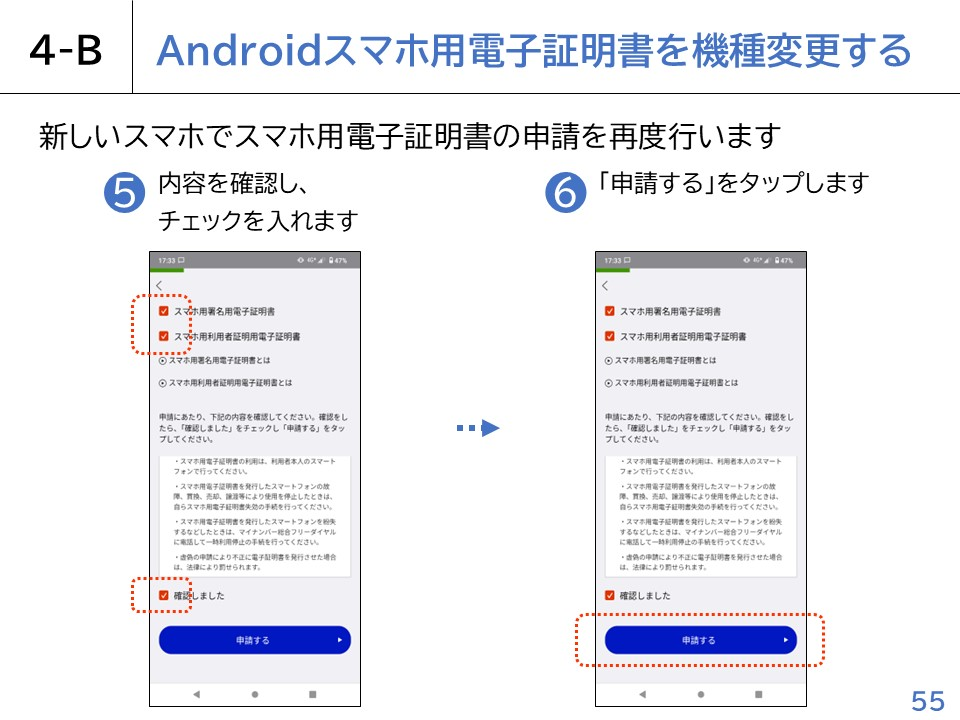 4-B
Androidスマホ用電子証明書を機種変更する
新しいスマホでスマホ用電子証明書の申請を再度行います
5
内容を確認し、
チェックを入れます
17:33
4G+
47%
スマホ用署名用電子証明書
スマホ用利用者証明用電子証明書
スマホ用署名用電子証明書とは
スマホ用利用者証明用電子証明書とは
申請にあたり、下記の内容を確認してください。確認をし
たら、「確認しました」をチェックし「申請する」をタッ
プしてください。
・スマホ用電子証明書の利用は、利用者本人のスマート
フォンで行ってください。
・スマホ用電子証明書を発行したスマートフォンの故
障、買換、売却、譲渡等により使用を停止したときは、
自らスマホ用電子証明書失効の手続を行ってください。
・スマホ用電子証明書を発行したスマートフォンを紛失
するなどしたときは、マイナンバー総合フリーダイヤル
に電話して一時利用停止の手続を行ってください。
・虚偽の申請により不正に電子証明書を発行させた場合
は、法律により罰せられます。
確認しました
申請する
6
「申請する」をタップします
17:33
4G+
47%
スマホ用署名用電子証明書
スマホ用利用者証明用電子証明書
スマホ用署名用電子証明書とは
スマホ用利用者証明用電子証明書とは
申請にあたり、下記の内容を確認してください。確認をし
たら、「確認しました」をチェックし「申請する」をタッ
プしてください。
・スマホ用電子証明書の利用は、利用者本人のスマート
フォンで行ってください。
・スマホ用電子証明書を発行したスマートフォンの故
障、買換、売却、譲渡等により使用を停止したときは、
自らスマホ用電子証明書失効の手続を行ってください。
・スマホ用電子証明書を発行したスマートフォンを紛失
するなどしたときは、マイナンバー総合フリーダイヤル
に電話して一時利用停止の手続を行ってください。
・虚偽の申請により不正に電子証明書を発行させた場合
は、法律により罰せられます。
確認しました
申請する
55